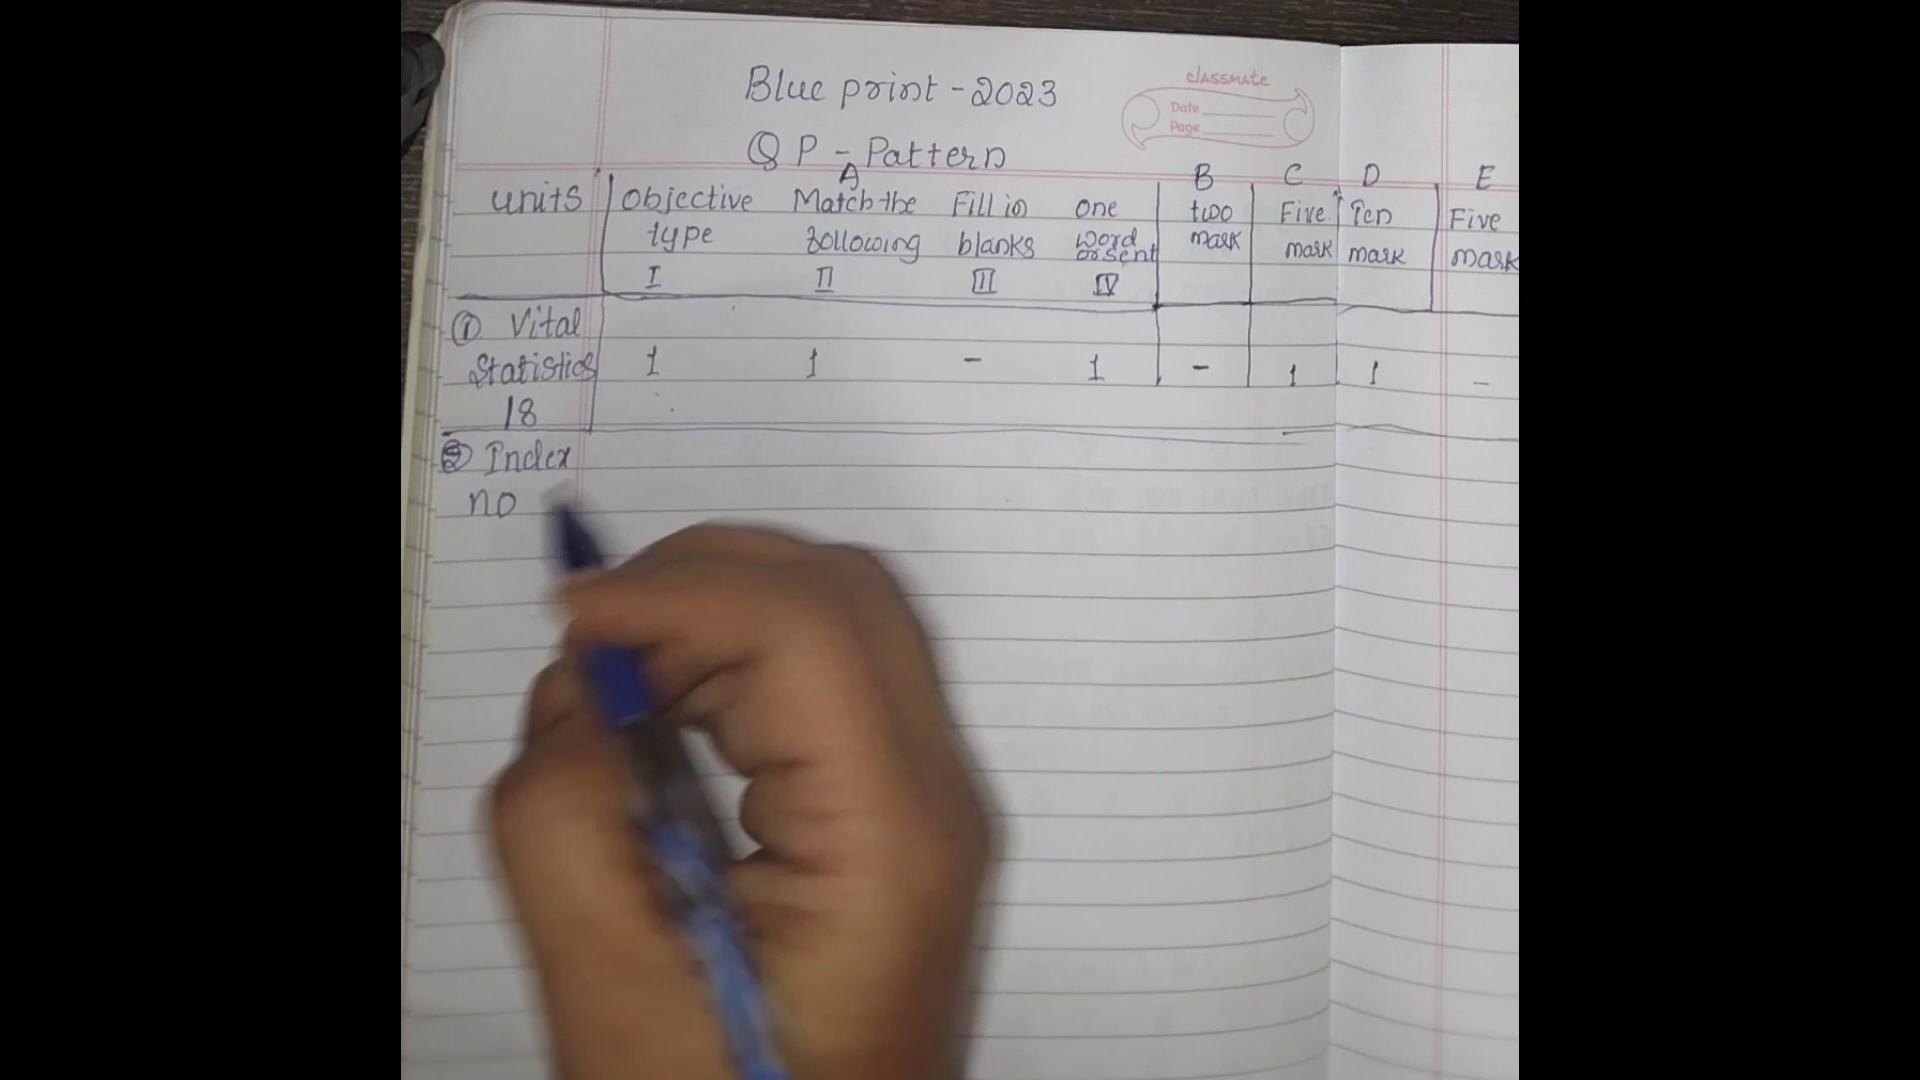 Blue print - 2023
classmate
Date
Page
Q P - Pattern
A B C D E
units Objective Match the Fill in one two Five Ten Five
type following blanks word mark mark mark mark
or sent
I II III IV
① Vital
Statistics 1 1 - 1 - 1 1 -
18
② Index
no